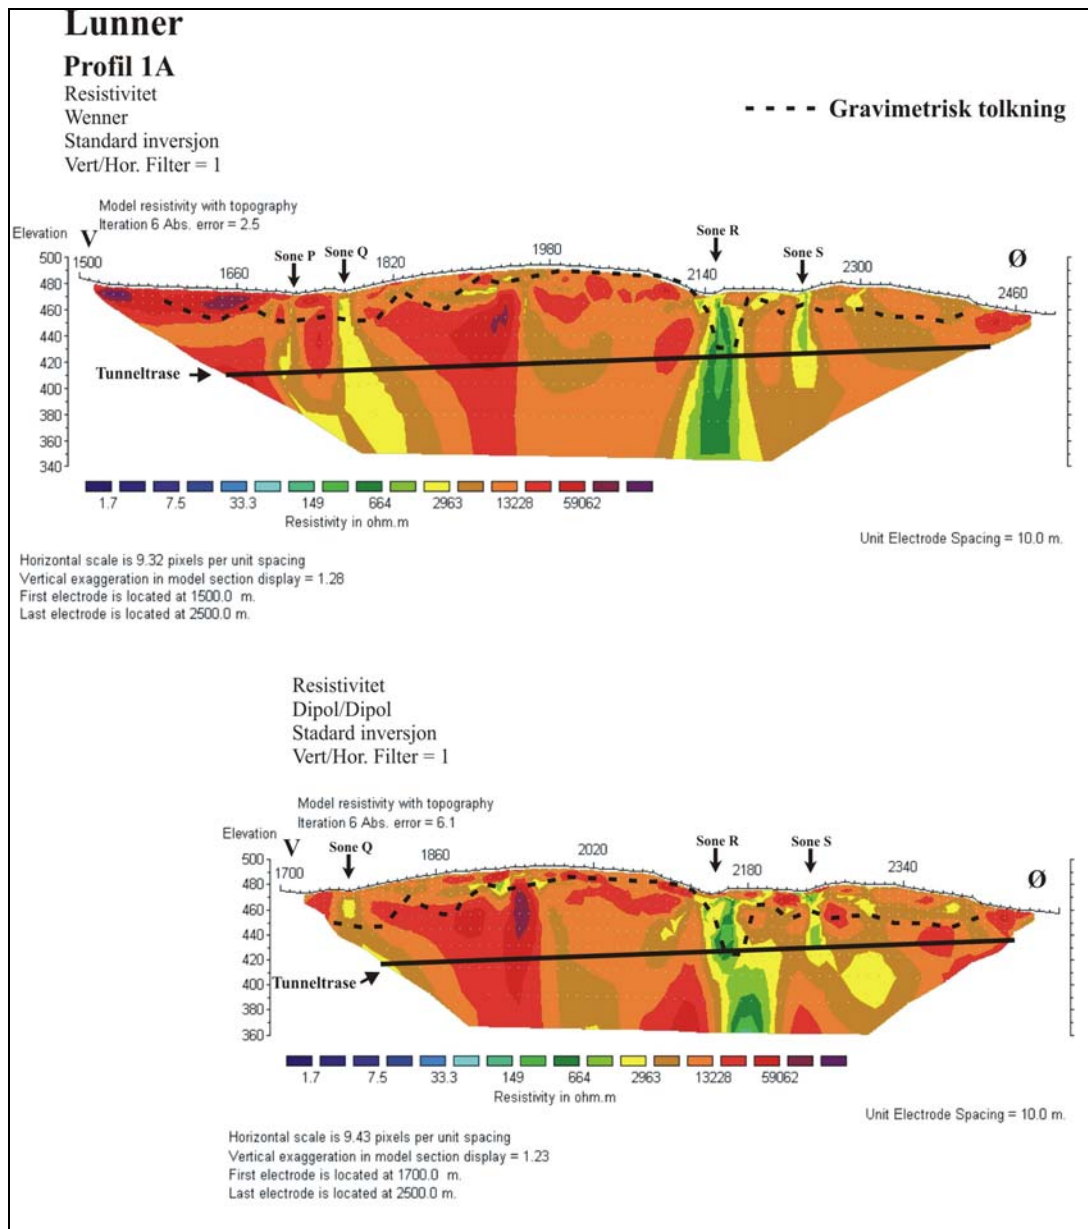 Lunner
Profil 1A
Resistivitet
Wenner
Standard inversjon
Vert/Hor. Filter = 1
Gravimetrisk tolkning
Model resistivity with topography
Iteration 6 Abs. error = 2.5
Elevation
V
Sone P
Sone Q
Sone R
Sone S
Ø
1500
1660
1820
1980
2140
2300
2460
500
480
460
440
420
400
380
360
340
Tunneltrase
1.7 7.5 33.3 149 664 2963 13228 59062
Resistivity in ohm.m
Unit Electrode Spacing = 10.0 m.
Horizontal scale is 9.32 pixels per unit spacing
Vertical exaggeration in model section display = 1.28
First electrode is located at 1500.0 m.
Last electrode is located at 2500.0 m.
Resistivitet
Dipol/Dipol
Stadard inversjon
Vert/Hor. Filter = 1
Model resistivity with topography
Iteration 6 Abs. error = 6.1
Elevation
V
Sone Q
Sone R
Sone S
Ø
1700
1860
2020
2180
2340
500
480
460
440
420
400
380
360
Tunneltrase
1.7 7.5 33.3 149 664 2963 13228 59062
Resistivity in ohm.m
Unit Electrode Spacing = 10.0 m.
Horizontal scale is 9.43 pixels per unit spacing
Vertical exaggeration in model section display = 1.23
First electrode is located at 1700.0 m.
Last electrode is located at 2500.0 m.